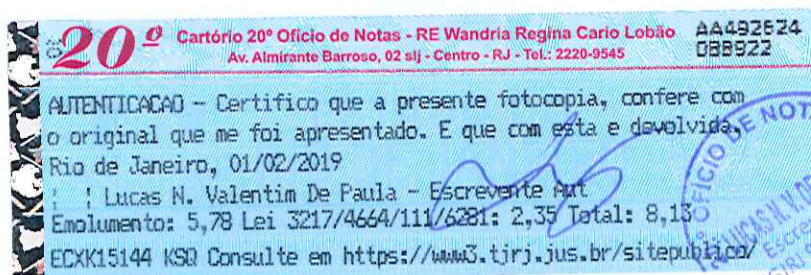 20º Cartório 20º Ofício de Notas - RE Wandria Regina Cario Lobão AA492624
Av. Almirante Barroso, 02 slj - Centro - RJ - Tel.: 2220-9545 088922
AUTENTICACAO - Certifico que a presente fotocopia, confere com
o original que me foi apresentado. E que com esta e devolvida.
Rio de Janeiro, 01/02/2019
¦ ¦ Lucas N. Valentim De Paula - Escrevente Aut
Emolumento: 5,78 Lei 3217/4664/111/6281: 2,35 Total: 8,13
ECXK15144 KSQ Consulte em https://www3.tjrj.jus.br/sitepublico/
OFICIO DE NOT
LUCAS N. V.